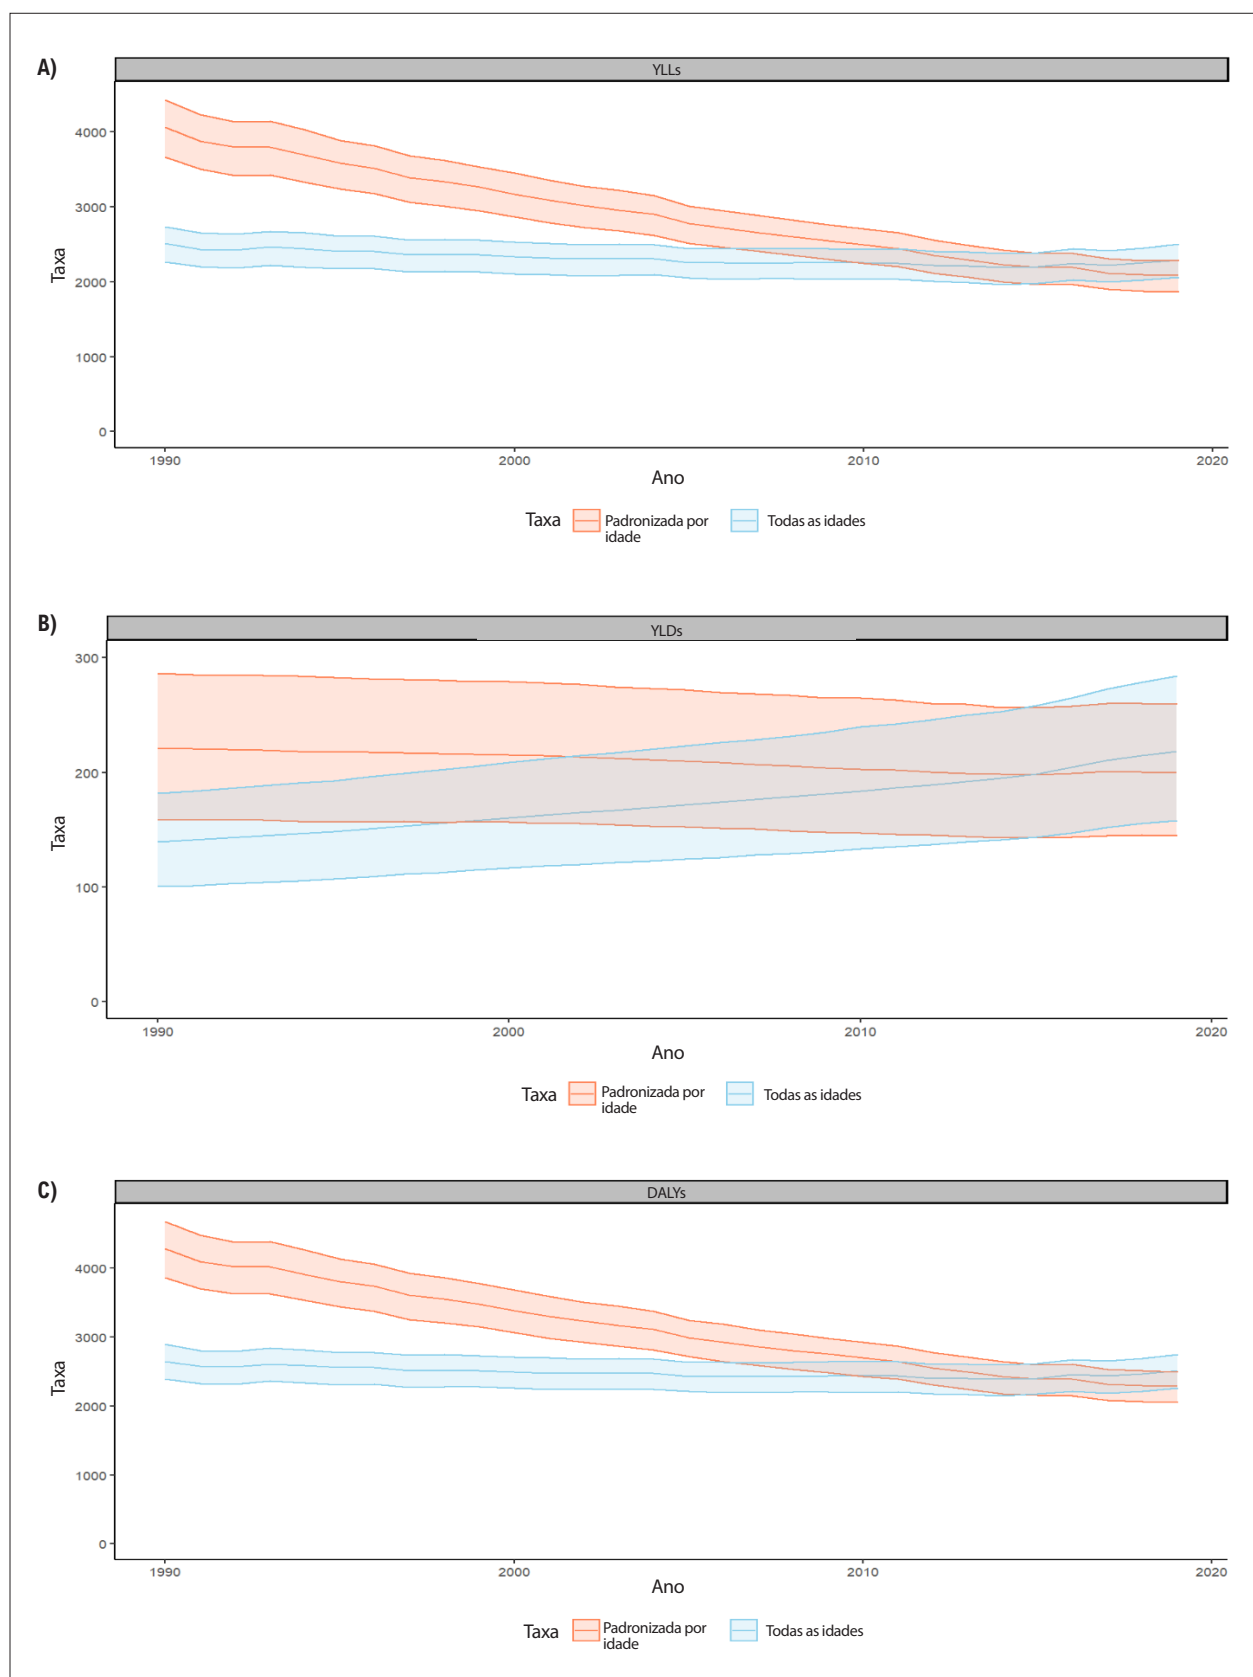 A)
YLLs
4000
3000
2000
1000
0
Taxa
1990 2000 2010 2020
Ano
Taxa Padronizada por idade Todas as idades
B)
YLDs
300
200
100
0
Taxa
1990 2000 2010 2020
Ano
Taxa Padronizada por idade Todas as idades
C)
DALYs
4000
3000
2000
1000
0
Taxa
1990 2000 2010 2020
Ano
Taxa Padronizada por idade Todas as idades